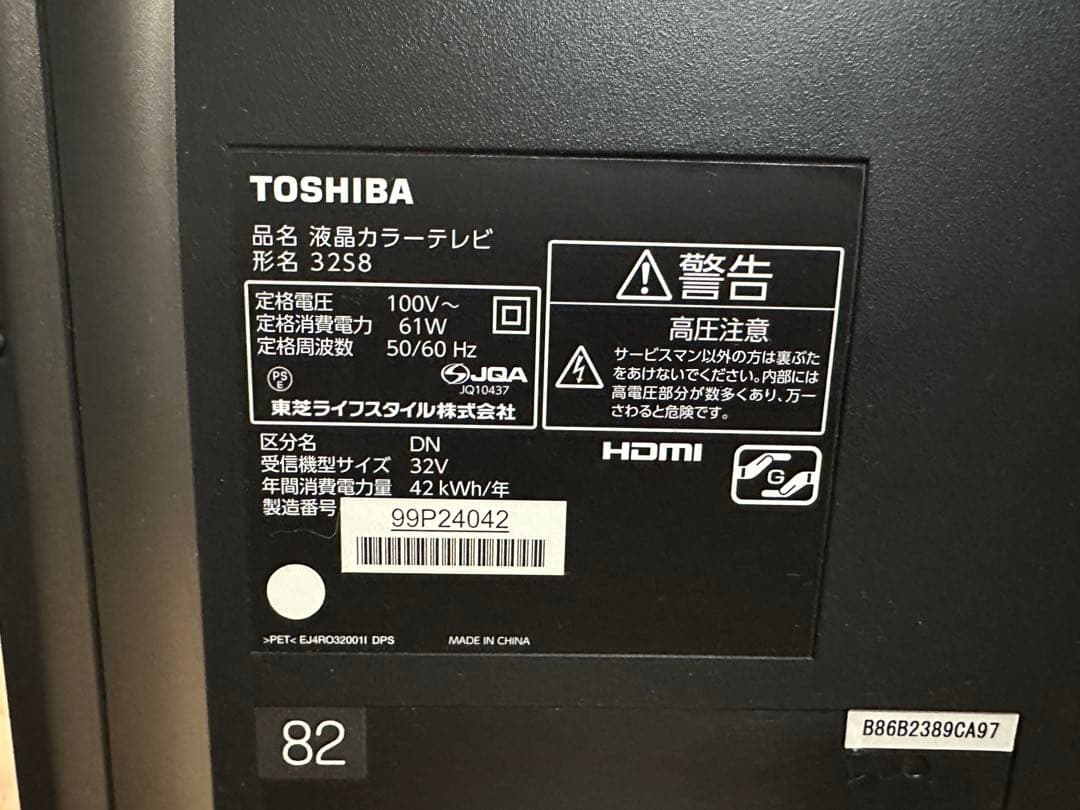 TOSHIBA
品名 液晶カラーテレビ
形名 32S8
定格電圧 100V～
定格消費電力 61W
定格周波数 50/60 Hz
PS
E
JQA
JQ10437
東芝ライフスタイル株式会社
警告
高圧注意
サービスマン以外の方は裏ぶた
をあけないでください。内部には
高電圧部分が数多くあり、万一
さわると危険です。
区分名 DN
受信機型サイズ 32V
年間消費電力量 42 kWh/年
製造番号
99P24042
HDMI
G
>PET< EJ4RO32001I DPS MADE IN CHINA
82
B86B2389CA97